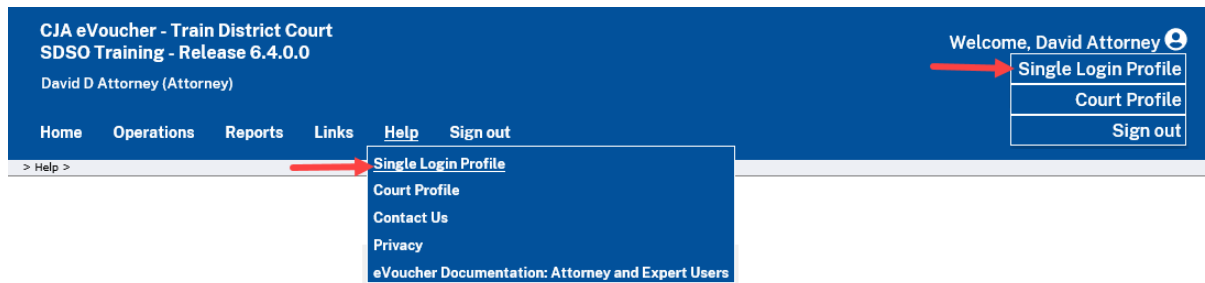 CJA eVoucher - Train District Court
SDSO Training - Release 6.4.0.0
David D Attorney (Attorney)
Welcome, David Attorney
Single Login Profile
Court Profile
Sign out
Home Operations Reports Links Help Sign out
> Help >
Single Login Profile
Court Profile
Contact Us
Privacy
eVoucher Documentation: Attorney and Expert Users